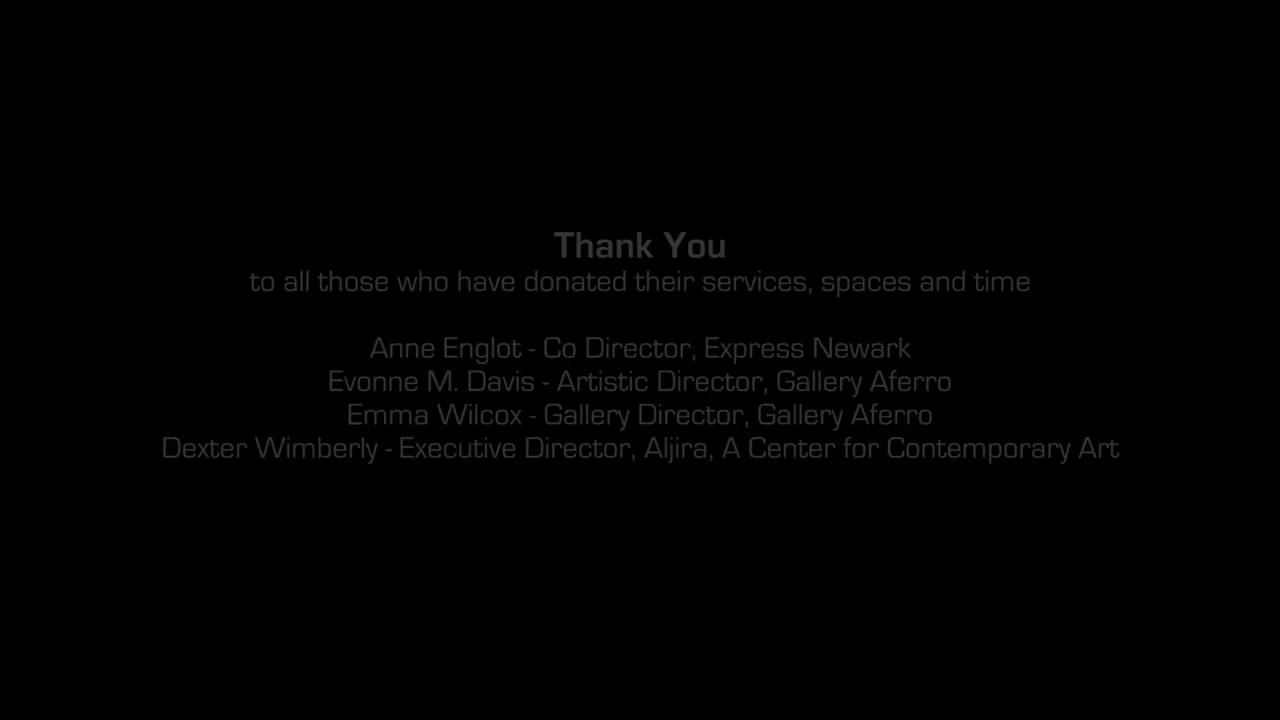 Thank You
to all those who have donated their services, spaces and time
Anne Englot - Co Director, Express Newark
Evonne M. Davis - Artistic Director, Gallery Aferro
Emma Wilcox - Gallery Director, Gallery Aferro
Dexter Wimberly - Executive Director, Aljira, A Center for Contemporary Art